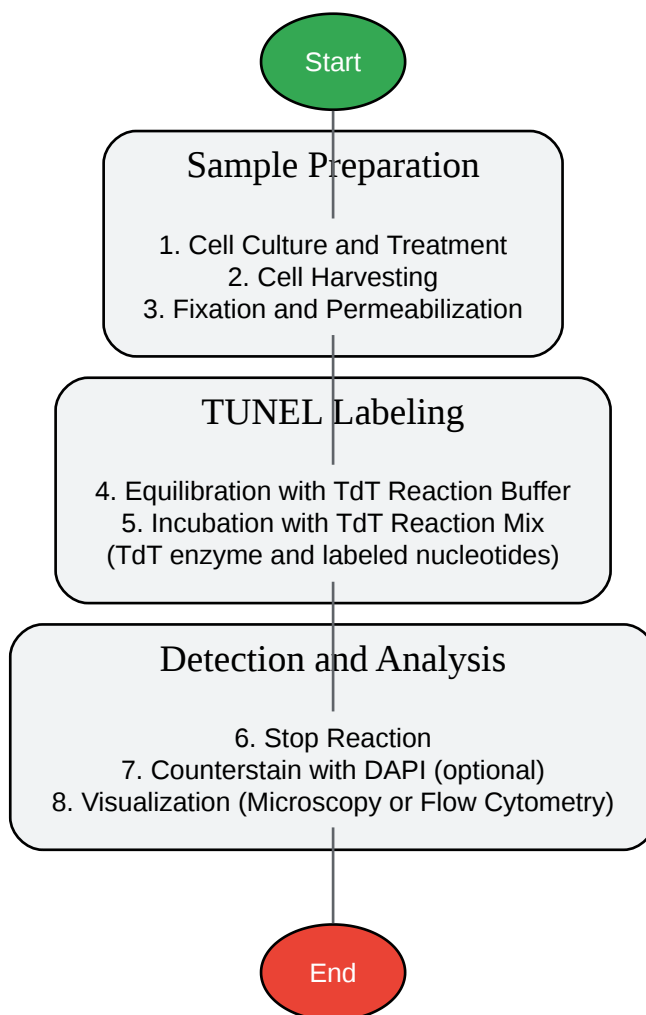 Start
Sample Preparation
1. Cell Culture and Treatment
2. Cell Harvesting
3. Fixation and Permeabilization
TUNEL Labeling
4. Equilibration with TdT Reaction Buffer
5. Incubation with TdT Reaction Mix
(TdT enzyme and labeled nucleotides)
Detection and Analysis
6. Stop Reaction
7. Counterstain with DAPI (optional)
8. Visualization (Microscopy or Flow Cytometry)
End